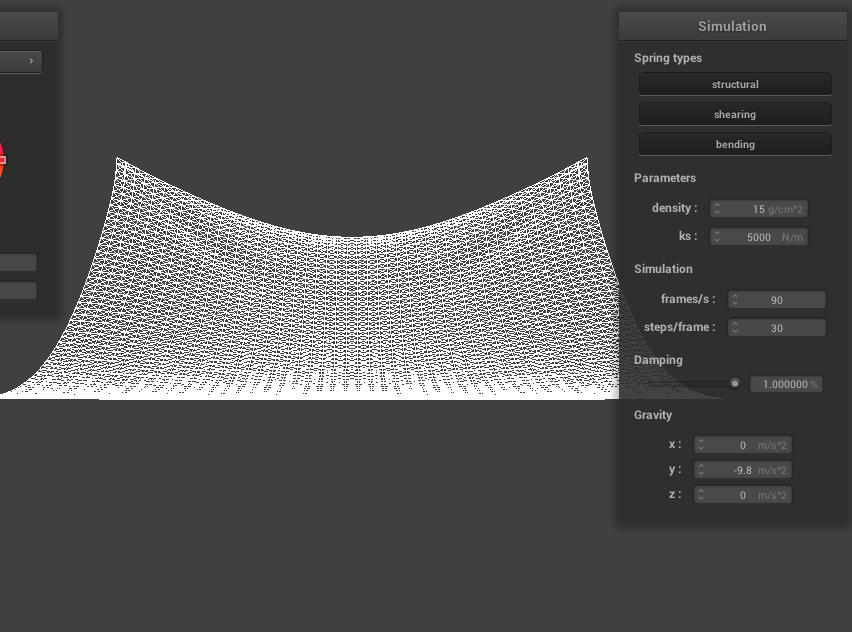 Simulation
Spring types
structural
shearing
bending
Parameters
density : 15 g/cm^2
ks : 5000 N/m
Simulation
frames/s : 90
steps/frame : 30
Damping
1.000000 %
Gravity
x : 0 m/s^2
y : -9.8 m/s^2
z : 0 m/s^2